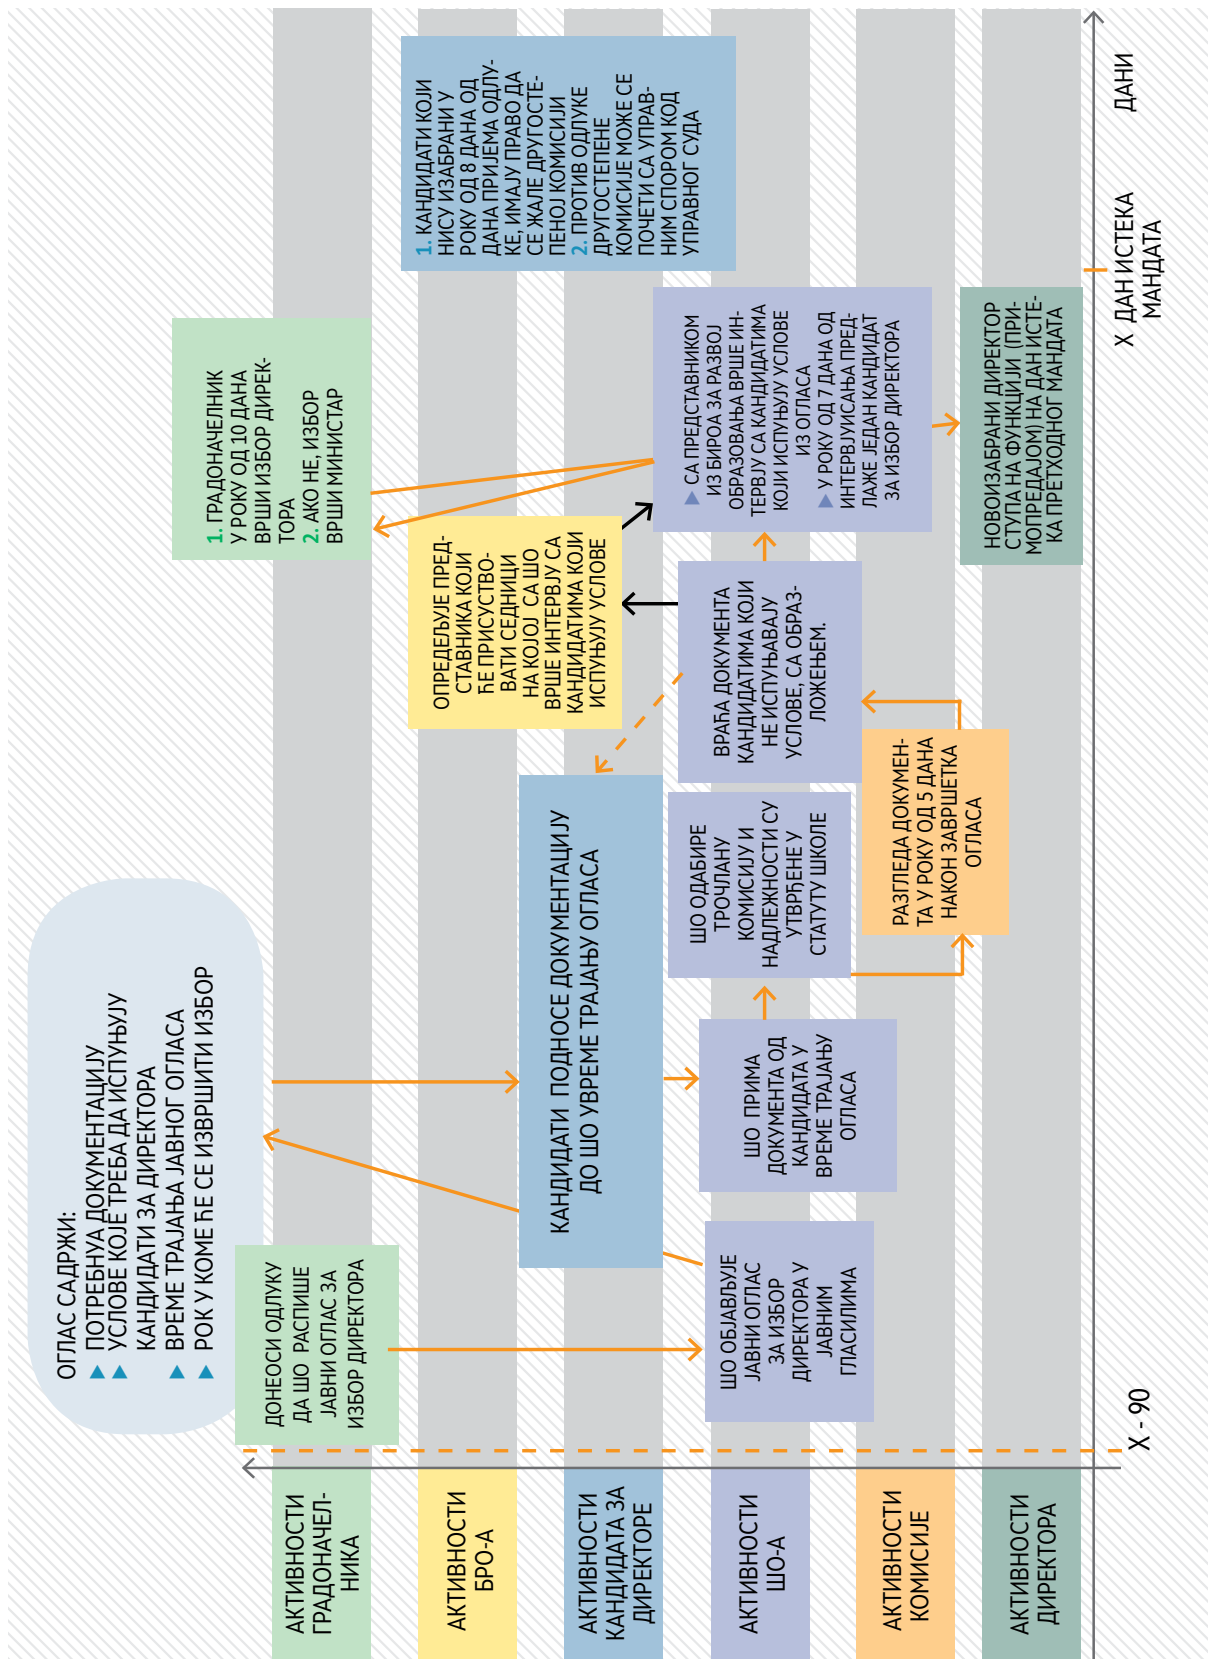 ОГЛАС САДРЖИ:
ПОТРЕБНУА ДОКУМЕНТАЦИЈУ
УСЛОВЕ КОЈЕ ТРЕБА ДА ИСПУЊУЈУ
КАНДИДАТИ ЗА ДИРЕКТОРА
ВРЕМЕ ТРАЈАЊА ЈАВНОГ ОГЛАСА
РОК У КОМЕ ЋЕ СЕ ИЗВРШИТИ ИЗБОР
АКТИВНОСТИ
ГРАДОНАЧЕЛ-
НИКА
ДОНЕОСИ ОДЛУКУ
ДА ШО РАСПИШЕ
ЈАВНИ ОГЛАС ЗА
ИЗБОР ДИРЕКТОРА
1. ГРАДОНАЧЕЛНИК
У РОКУ ОД 10 ДАНА
ВРШИ ИЗБОР ДИРЕК-
ТОРА
2. АКО НЕ, ИЗБОР
ВРШИ МИНИСТАР
АКТИВНОСТИ
БРО-А
ОПРЕДЕЉУЈЕ ПРЕД-
СТАВНИКА КОЈИ
ЋЕ ПРИСУСТВО-
ВАТИ СЕДНИЦИ
НА КОЈОЈ СА ШО
ВРШЕ ИНТЕРВЈУ СА
КАНДИДАТИМА КОЈИ
ИСПУЊУЈУ УСЛОВЕ
1. КАНДИДАТИ КОЈИ
НИСУ ИЗАБРАНИ У
РОКУ ОД 8 ДАНА ОД
ДАНА ПРИЈЕМА ОДЛУ-
КЕ, ИМАЈУ ПРАВО ДА
СЕ ЖАЛЕ ДРУГОСТЕ-
ПЕНОЈ КОМИСИЈИ
2. ПРОТИВ ОДЛУКЕ
ДРУГОСТЕПЕНЕ
КОМИСИЈЕ МОЖЕ СЕ
ПОЧЕТИ СА УПРАВ-
НИМ СПОРОМ КОД
УПРАВНОГ СУДА
АКТИВНОСТИ
КАНДИДАТА ЗА
ДИРЕКТОРЕ
КАНДИДАТИ ПОДНОСЕ ДОКУМЕНТАЦИЈУ
ДО ШО УВРЕМЕ ТРАЈАЊУ ОГЛАСА
АКТИВНОСТИ
ШО-А
ШО ОБЈАВЉУЈЕ
ЈАВНИ ОГЛАС
ЗА ИЗБОР
ДИРЕКТОРА У
ЈАВНИМ
ГЛАСИЛИМА
ШО ПРИМА
ДОКУМЕНТА ОД
КАНДИДАТА У
ВРЕМЕ ТРАЈАЊУ
ОГЛАСА
ШО ОДАБИРЕ
ТРОЧЛАНУ
КОМИСИЈУ И
НАДЛЕЖНОСТИ СУ
УТВРЂЕНЕ У
СТАТУТУ ШКОЛЕ
ВРАЋА ДОКУМЕНТА
КАНДИДАТИМА КОЈИ
НЕ ИСПУЊАВАЈУ
УСЛОВЕ, СА ОБРАЗ-
ЛОЖЕЊЕМ.
СА ПРЕДСТАВНИКОМ
ИЗ БИРОА ЗА РАЗВОЈ
ОБРАЗОВАЊА ВРШЕ ИН-
ТЕРВЈУ СА КАНДИДАТИМА
КОЈИ ИСПУЊУЈУ УСЛОВЕ
ИЗ ОГЛАСА
У РОКУ ОД 7 ДАНА ОД
ИНТЕРВЈУИСАЊА ПРЕД-
ЛАЖЕ ЈЕДАН КАНДИДАТ
ЗА ИЗБОР ДИРЕКТОРА
АКТИВНОСТИ
КОМИСИЈЕ
РАЗГЛЕДА ДОКУМЕН-
ТА У РОКУ ОД 5 ДАНА
НАКОН ЗАВРШЕТКА
ОГЛАСА
АКТИВНОСТИ
ДИРЕКТОРА
НОВОИЗАБРАНИ ДИРЕКТОР
СТУПА НА ФУНКЦИЈИ (ПРИ-
МОПРЕДАЈОМ) НА ДАН ИСТЕ-
КА ПРЕТХОДНОГ МАНДАТА
Х - 90
Х ДАН ИСТЕКА
МАНДАТА
ДАНИ